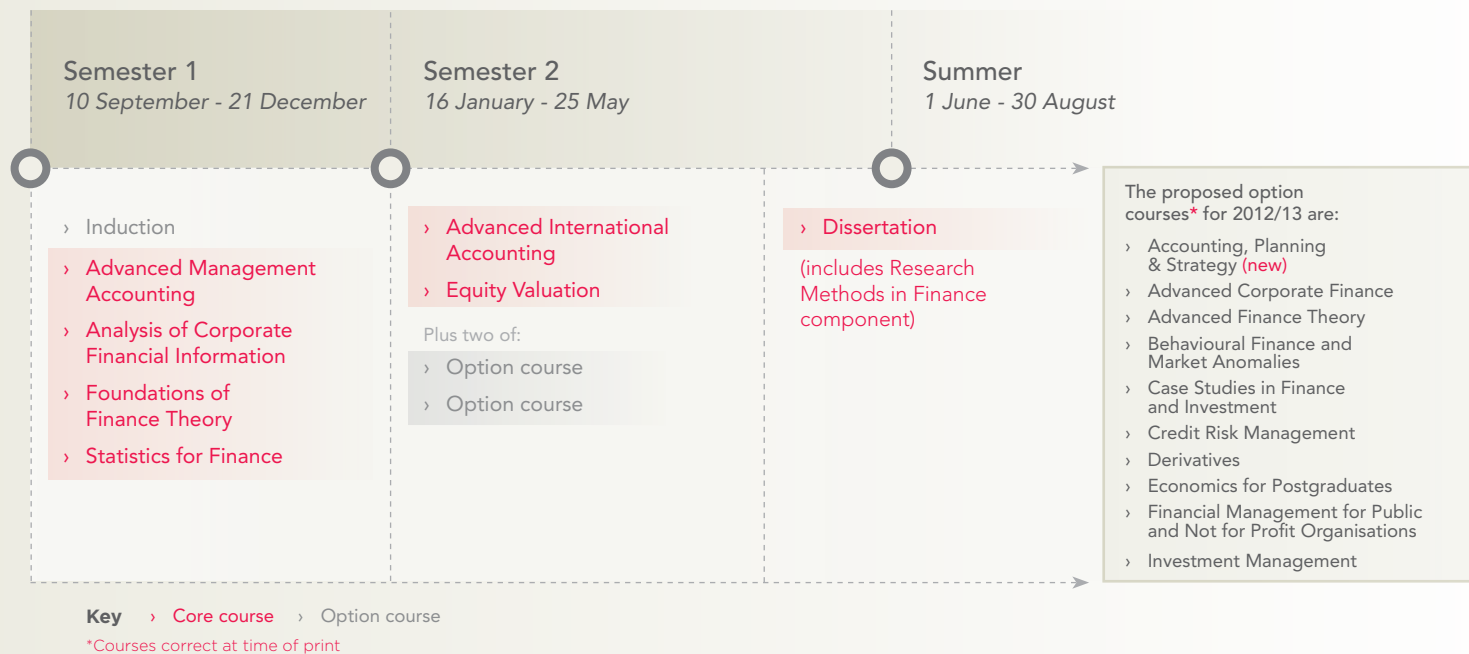 Semester 1
10 September - 21 December
Semester 2
16 January - 25 May
Summer
1 June - 30 August
› Induction
› Advanced Management
Accounting
› Analysis of Corporate
Financial Information
› Foundations of
Finance Theory
› Statistics for Finance
› Advanced International
Accounting
› Equity Valuation
Plus two of:
› Option course
› Option course
› Dissertation
(includes Research
Methods in Finance
component)
The proposed option
courses* for 2012/13 are:
› Accounting, Planning
& Strategy (new)
› Advanced Corporate Finance
› Advanced Finance Theory
› Behavioural Finance and
Market Anomalies
› Case Studies in Finance
and Investment
› Credit Risk Management
› Derivatives
› Economics for Postgraduates
› Financial Management for Public
and Not for Profit Organisations
› Investment Management
Key › Core course › Option course
*Courses correct at time of print